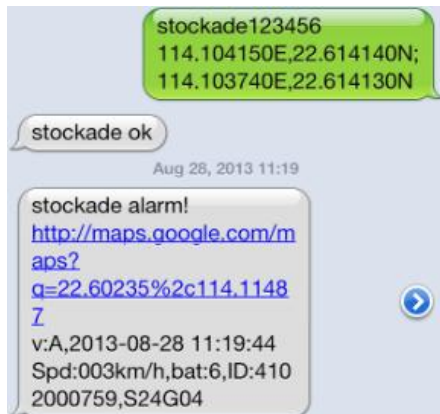 stockade123456
114.104150E,22.614140N;
114.103740E,22.614130N
stockade ok
Aug 28, 2013 11:19
stockade alarm!
http://maps.google.com/m
aps?
q=22.60235%2c114.1148
7
v:A,2013-08-28 11:19:44
Spd:003km/h,bat:6,ID:410
2000759,S24G04